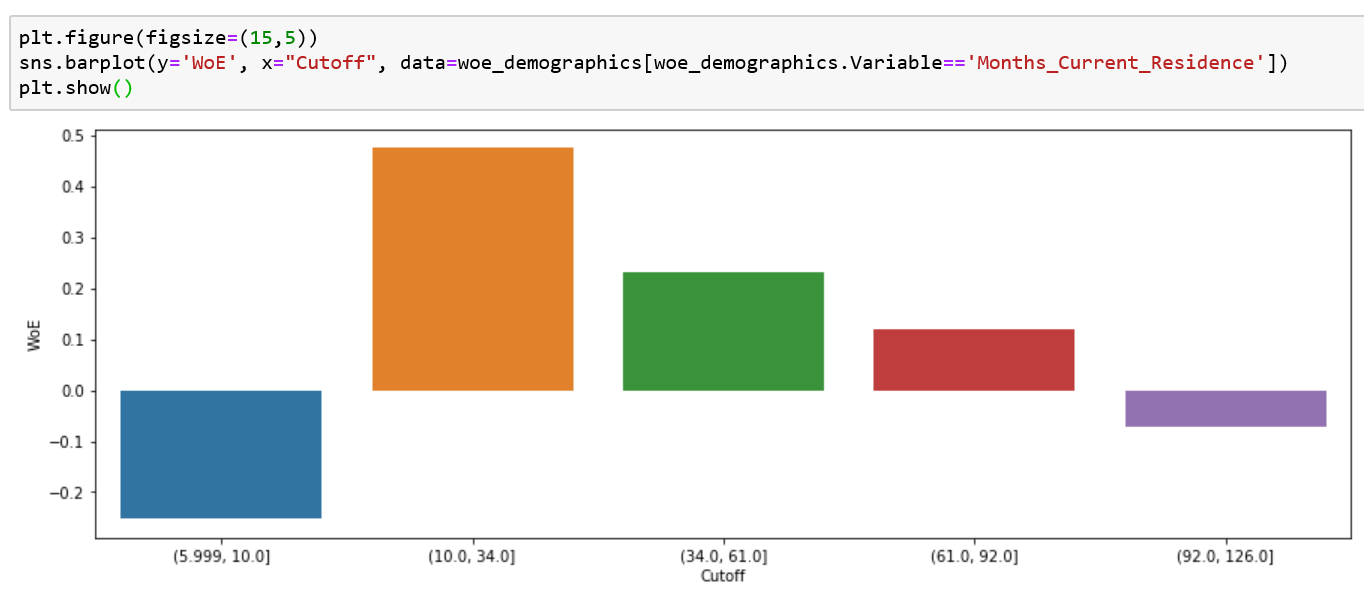 plt.figure(figsize=(15,5))
sns.barplot(y='WoE', x="Cutoff", data=woe_demographics[woe_demographics.Variable=='Months_Current_Residence'])
plt.show()
0.5
0.4
0.3
0.2
0.1
0.0
−0.1
−0.2
WoE
(5.999, 10.0] (10.0, 34.0] (34.0, 61.0] (61.0, 92.0] (92.0, 126.0]
Cutoff